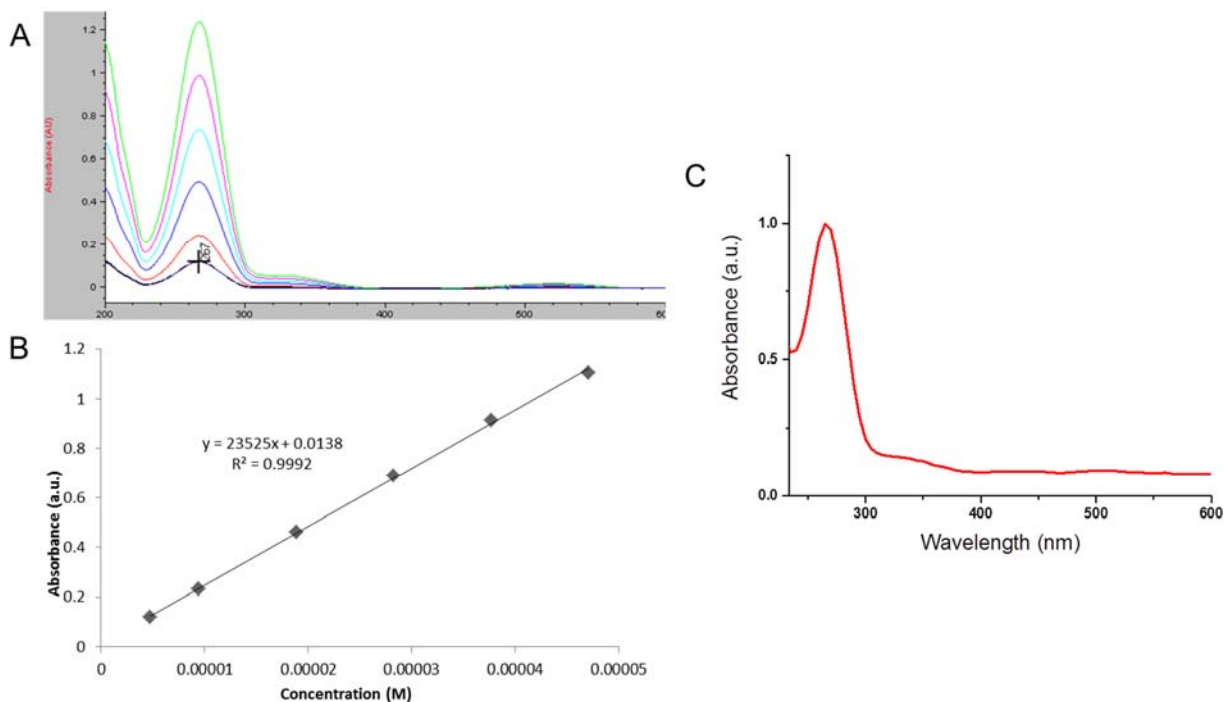 A
1.2
1
0.8
0.6
0.4
0.2
0
Absorbance (AU)
267
200
300
400
500
B
1.2
1
0.8
0.6
0.4
0.2
0
Absorbance (a.u.)
y = 23525x + 0.0138
R² = 0.9992
0 0.00001 0.00002 0.00003 0.00004 0.00005
Concentration (M)
C
1.0
0.5
0.0
Absorbance (a.u.)
300 400 500 600
Wavelength (nm)